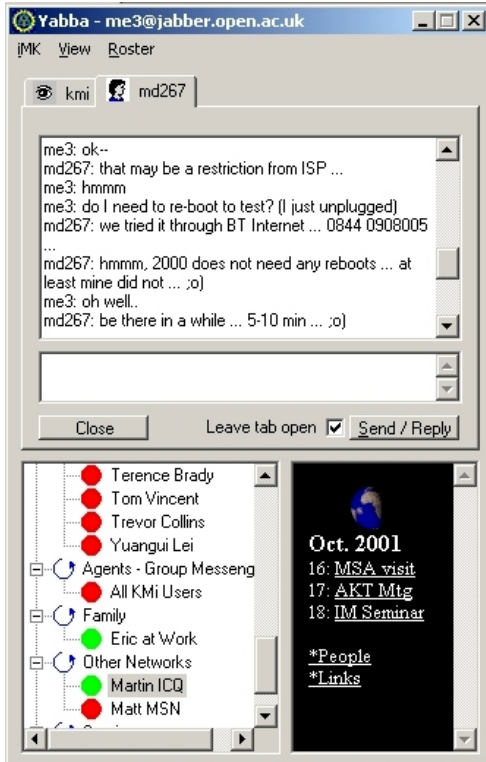 Yabba - me3@jabber.open.ac.uk
iMK View Roster
kmi md267
me3: ok--
md267: that may be a restriction from ISP ...
me3: hmmm
me3: do I need to re-boot to test? (I just unplugged)
md267: we tried it through BT Internet ... 0844 0908005
...
md267: hmmm, 2000 does not need any reboots ... at
least mine did not ... ;o)
me3: oh well..
md267: be there in a while ... 5-10 min ... ;o)
Close Leave tab open Send / Reply
Terence Brady
Tom Vincent
Trevor Collins
Yuangui Lei
Agents - Group Messeng
All KMi Users
Family
Eric at Work
Other Networks
Martin ICQ
Matt MSN
Oct. 2001
16: MSA visit
17: AKT Mtg
18: IM Seminar
*People
*Links